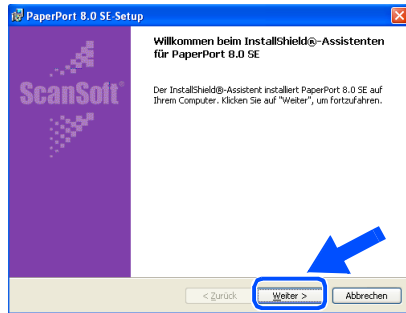 PaperPort 8.0 SE-Setup
Willkommen beim InstallShield®-Assistenten
für PaperPort 8.0 SE
ScanSoft®
Der InstallShield®-Assistent installiert PaperPort 8.0 SE auf
Ihrem Computer. Klicken Sie auf "Weiter", um fortzufahren.
< Zurück
Weiter >
Abbrechen